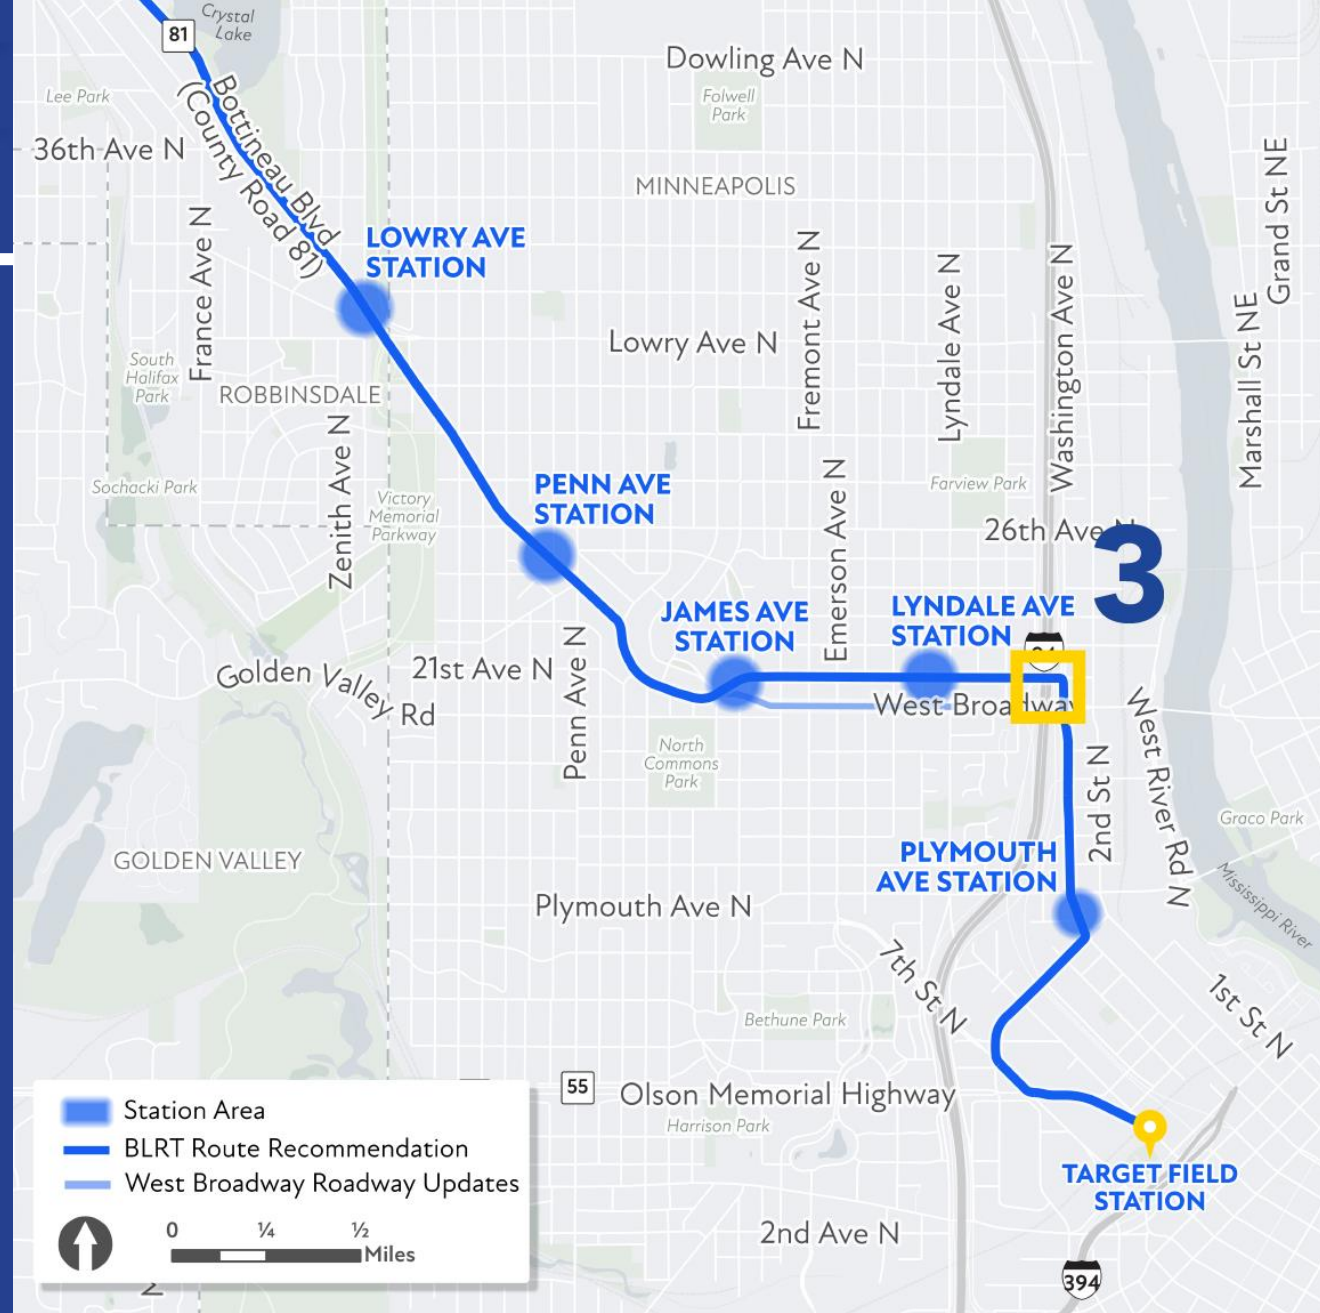 Crystal
Lake
81
Dowling Ave N
Lee Park
Folwell
Park
Bottineau Blvd
(County Road 81)
36th Ave N
MINNEAPOLIS
Grand St NE
France Ave N
LOWRY AVE
STATION
Fremont Ave N
Lyndale Ave N
Washington Ave N
Marshall St NE
Lowry Ave N
South
Halifax
Park
ROBBINSDALE
Zenith Ave N
Sochacki Park
Victory
Memorial
Parkway
PENN AVE
STATION
Emerson Ave N
Farview Park
26th Ave N
3
JAMES AVE
STATION
LYNDALE AVE
STATION
21st Ave N
Golden Valley Rd
Penn Ave N
West Broadway
West River Rd N
North
Commons
Park
2nd St N
Graco Park
GOLDEN VALLEY
PLYMOUTH
AVE STATION
Mississippi River
Plymouth Ave N
7th St N
1st St N
Bethune Park
55
Olson Memorial Highway
Harrison Park
TARGET FIELD
STATION
2nd Ave N
394
Station Area
BLRT Route Recommendation
West Broadway Roadway Updates
0 ¼ ½
Miles
N